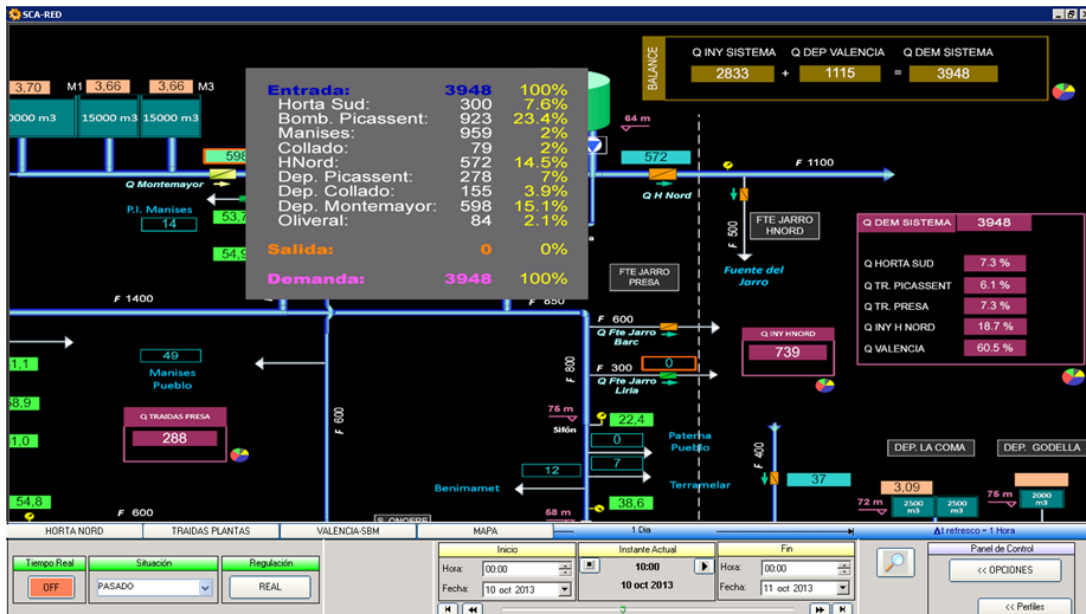 SCA-RED
BALANCE
Q INY SISTEMA Q DEP VALENCIA Q DEM SISTEMA
2833 + 1115 = 3948
3,70 M1 3,66 3,66 M3
0000 m3 15000 m3 15000 m3
Entrada: 3948 100%
Horta Sud: 300 7.6%
Bomb. Picassent: 923 23.4%
Manises: 959 2%
Collado: 79 2%
HNord: 572 14.5%
Dep. Picassent: 278 7%
Dep. Collado: 155 3.9%
Dep. Montemayor: 598 15.1%
Oliveral: 84 2.1%
Salida: 0 0%
Demanda: 3948 100%
64 m
598
Q Montemayor
P.I. Manises
14
53,7
54,9
572
Q H Nord
F 1100
F 500
FTE JARRO
HNORD
Fuente del
Jarro
FTE JARRO
PRESA
Q DEM SISTEMA 3948
Q HORTA SUD 7.3 %
Q TR. PICASSENT 6.1 %
Q TR. PRESA 7.3 %
Q INY H NORD 18.7 %
Q VALENCIA 60.5 %
F 1400
F 850
F 600
Q Fte Jarro
Barc
F 300 0
Q Fte Jarro
Liria
F 800
Q INY HNORD
739
1,1
49
Manises
Pueblo
8,9
Q TRAIDAS PRESA
288
1,0
F 600
75 m
Sifón
22,4
0
Paterna
Pueblo
7
Terramelar
12
Benimamet
F 400
37
DEP. LA COMA
DEP. GODELLA
3,09
72 m 2500
m3 2500
m3
75 m 2000
m3
54,8
F 600
58 m
38,6
HORTA NORD TRAIDAS PLANTAS VALENCIA-SBM MAPA 1 Dia Δt refresco = 1 Hora
Tiempo Real
OFF
Situación
PASADO
Regulación
REAL
Inicio
Hora: 00:00
Fecha: 10 oct 2013
Instante Actual
10:00
10 oct 2013
Fin
Hora: 00:00
Fecha: 11 oct 2013
Panel de Control
<< OPCIONES
<< Perfiles